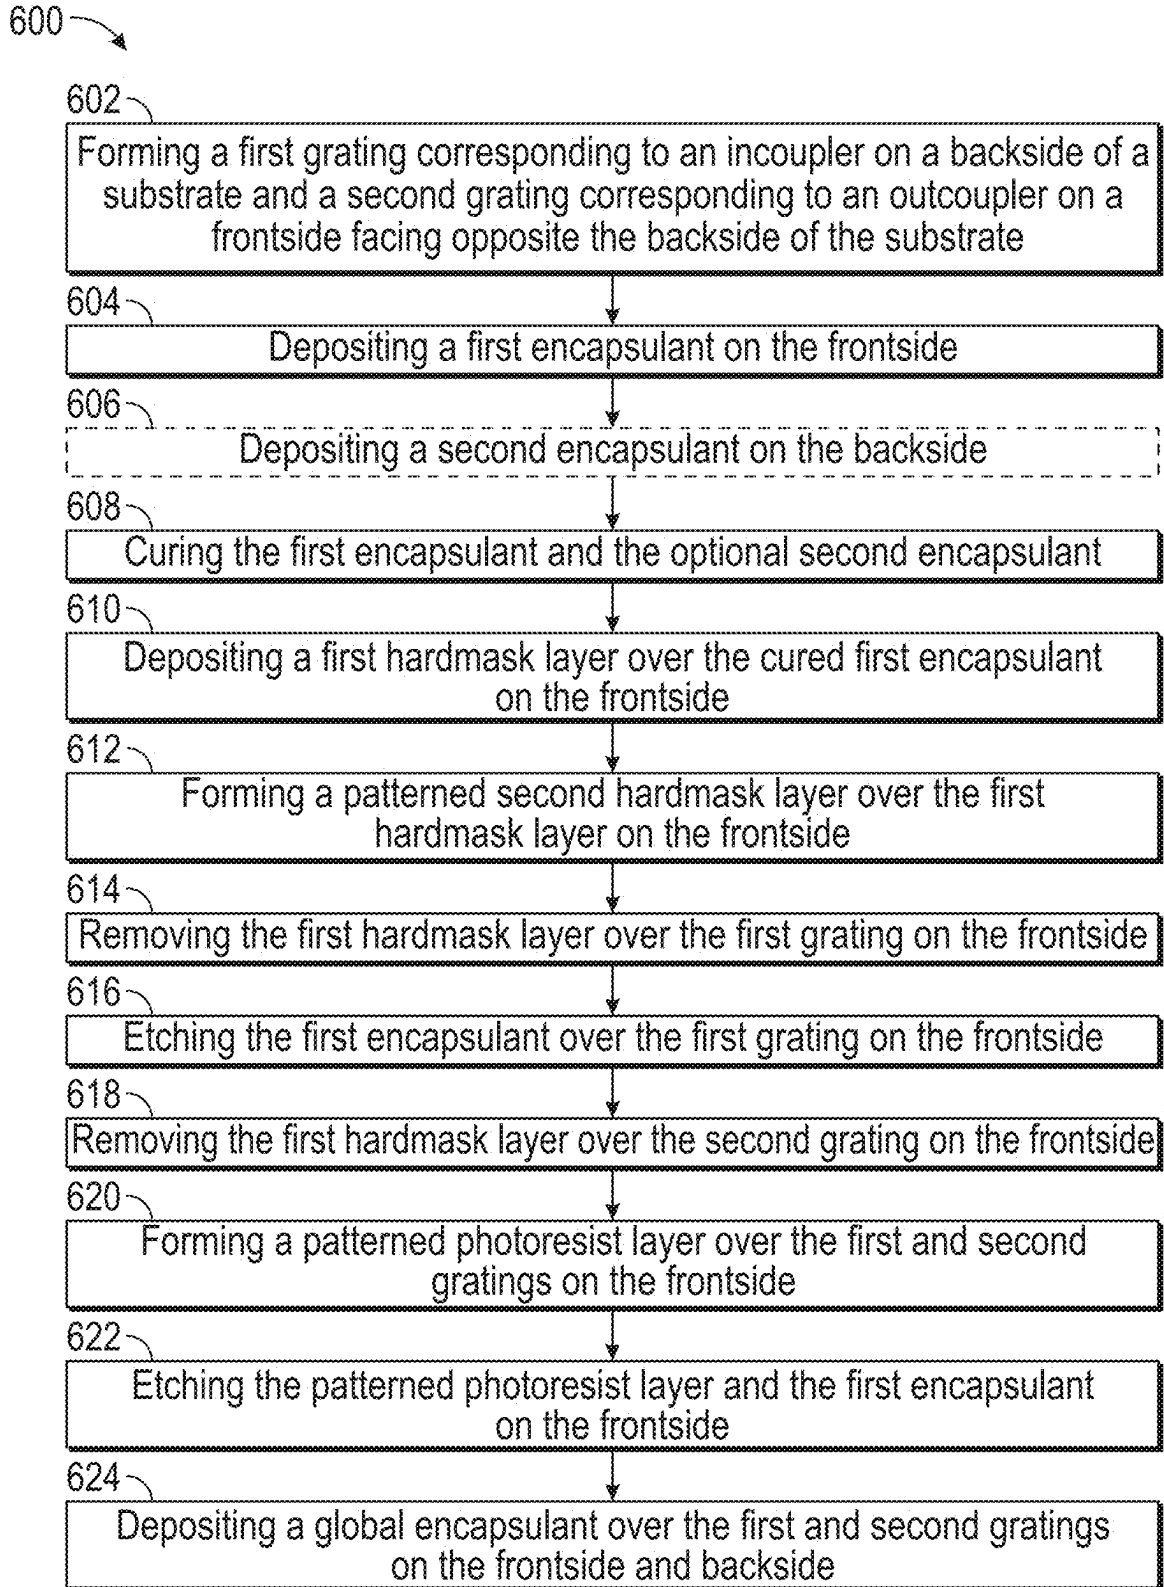 600
602
Forming a first grating corresponding to an incoupler on a backside of a
substrate and a second grating corresponding to an outcoupler on a
frontside facing opposite the backside of the substrate
604
Depositing a first encapsulant on the frontside
606
Depositing a second encapsulant on the backside
608
Curing the first encapsulant and the optional second encapsulant
610
Depositing a first hardmask layer over the cured first encapsulant
on the frontside
612
Forming a patterned second hardmask layer over the first
hardmask layer on the frontside
614
Removing the first hardmask layer over the first grating on the frontside
616
Etching the first encapsulant over the first grating on the frontside
618
Removing the first hardmask layer over the second grating on the frontside
620
Forming a patterned photoresist layer over the first and second
gratings on the frontside
622
Etching the patterned photoresist layer and the first encapsulant
on the frontside
624
Depositing a global encapsulant over the first and second gratings
on the frontside and backside